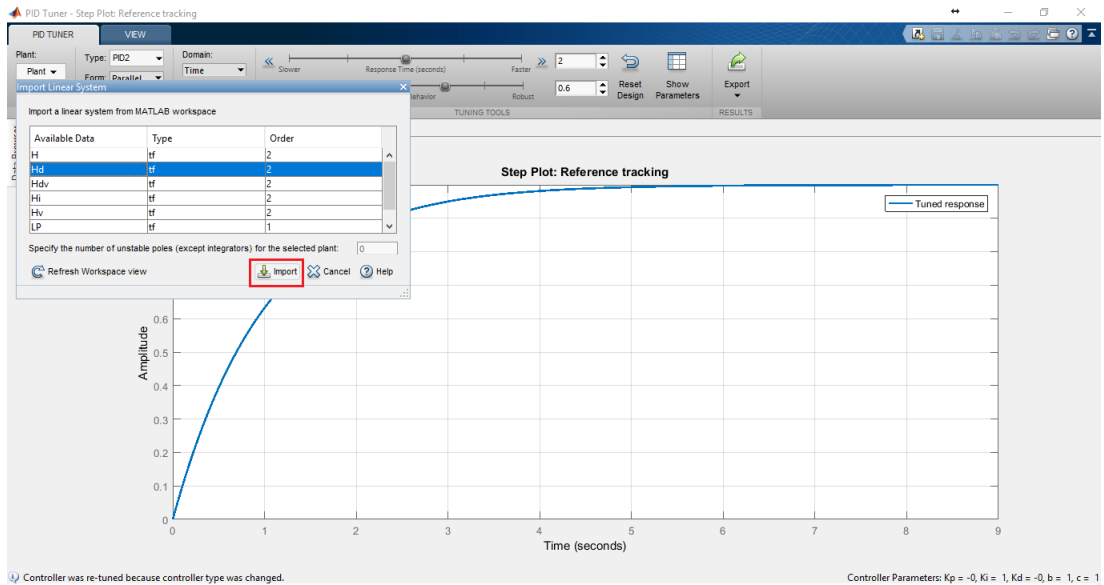 PID Tuner - Step Plot: Reference tracking
PID TUNER
VIEW
Plant:
Plant
Type: PID2
Form: Parallel
Domain:
Time
Slower
Response Time (seconds)
Faster
2
Behavior
Robust
0.6
Reset Design
Show Parameters
Export
TUNING TOOLS
RESULTS
Import Linear System
Import a linear system from MATLAB workspace
Available Data Type Order
H tf 2
Hd tf 2
Hdv tf 2
Hi tf 2
Hv tf 2
LP tf 1
Specify the number of unstable poles (except integrators) for the selected plant: 0
Refresh Workspace view
Import
Cancel
Help
Step Plot: Reference tracking
Tuned response
Amplitude
0.6
0.5
0.4
0.3
0.2
0.1
0
0 1 2 3 4 5 6 7 8 9
Time (seconds)
Controller was re-tuned because controller type was changed.
Controller Parameters: Kp = -0, Ki = 1, Kd = -0, b = 1, c = 1